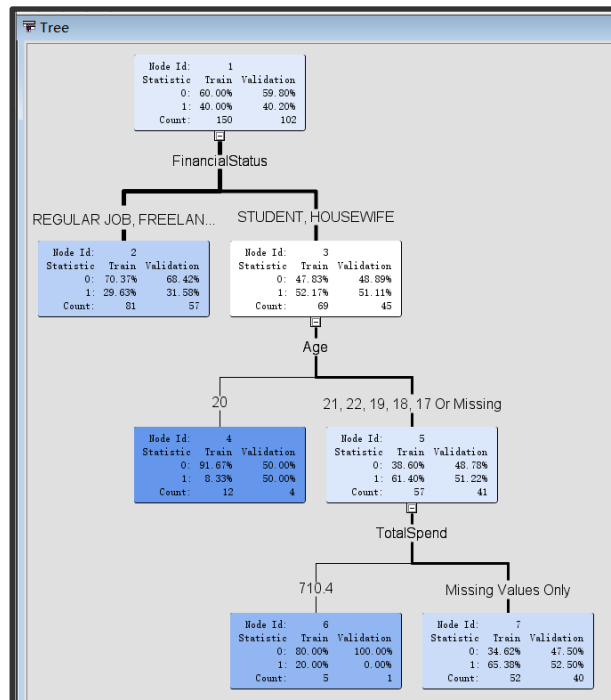 Tree
Node Id: 1
Statistic Train Validation
0: 60.00% 59.80%
1: 40.00% 40.20%
Count: 150 102
FinancialStatus
REGULAR JOB, FREELAN...
STUDENT, HOUSEWIFE
Node Id: 2
Statistic Train Validation
0: 70.37% 68.42%
1: 29.63% 31.58%
Count: 81 57
Node Id: 3
Statistic Train Validation
0: 47.83% 48.89%
1: 52.17% 51.11%
Count: 69 45
Age
20
21, 22, 19, 18, 17 Or Missing
Node Id: 4
Statistic Train Validation
0: 91.67% 50.00%
1: 8.33% 50.00%
Count: 12 4
Node Id: 5
Statistic Train Validation
0: 38.60% 48.78%
1: 61.40% 51.22%
Count: 57 41
TotalSpend
710.4
Missing Values Only
Node Id: 6
Statistic Train Validation
0: 80.00% 100.00%
1: 20.00% 0.00%
Count: 5 1
Node Id: 7
Statistic Train Validation
0: 34.62% 47.50%
1: 65.38% 52.50%
Count: 52 40